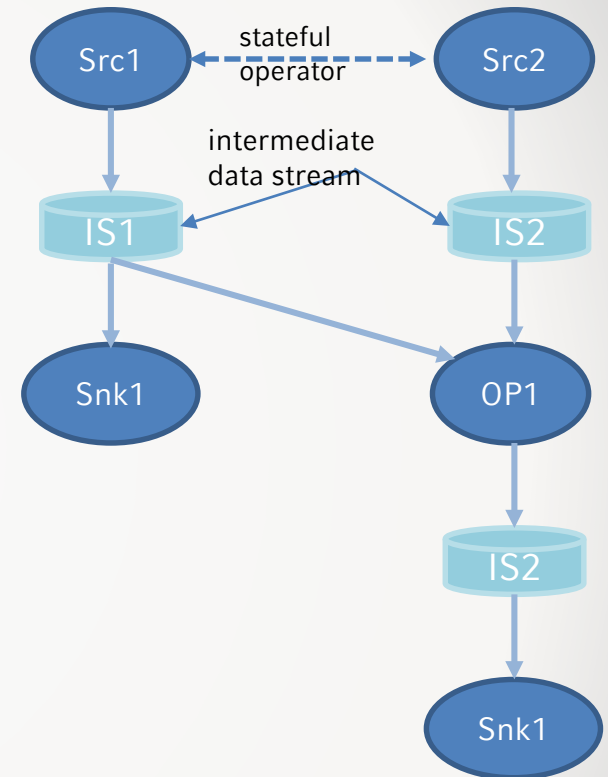 Src1
stateful
operator
Src2
intermediate
data stream
IS1
IS2
Snk1
OP1
IS2
Snk1